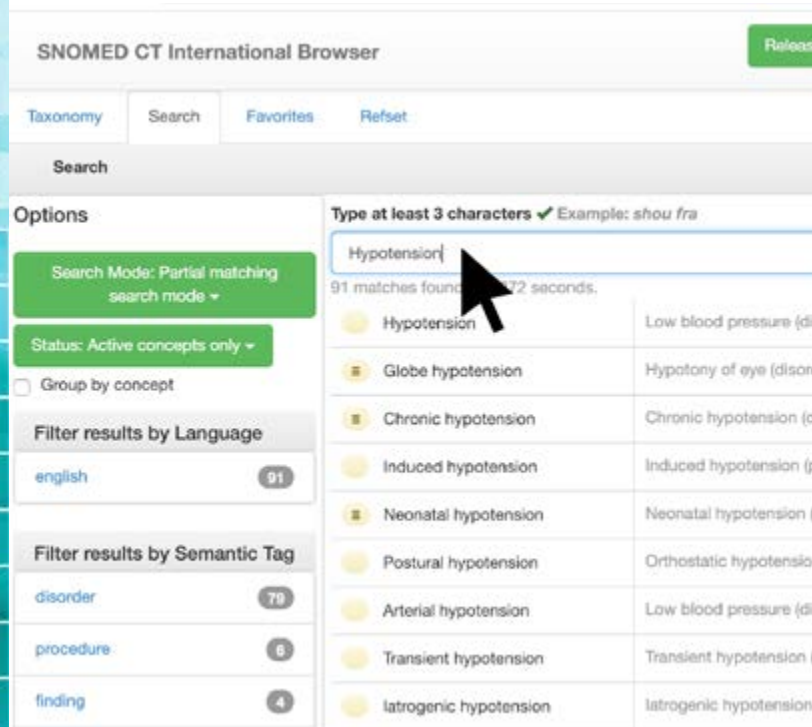 SNOMED CT International Browser
Taxonomy Search Favorites Refset
Search
Options
Search Mode: Partial matching
search mode
Status: Active concepts only
Group by concept
Filter results by Language
english 91
Filter results by Semantic Tag
disorder 79
procedure 6
finding 4
Type at least 3 characters ✔ Example: shou fra
Hypotension
91 matches found seconds.
Hypotension Low blood pressure
Globe hypotension Hypotony of eye
Chronic hypotension Chronic hypotension
Induced hypotension Induced hypotension
Neonatal hypotension Neonatal hypotension
Postural hypotension Orthostatic
Arterial hypotension Low blood pressure
Transient hypotension Transient hypotension
Iatrogenic hypotension Iatrogenic hypotension